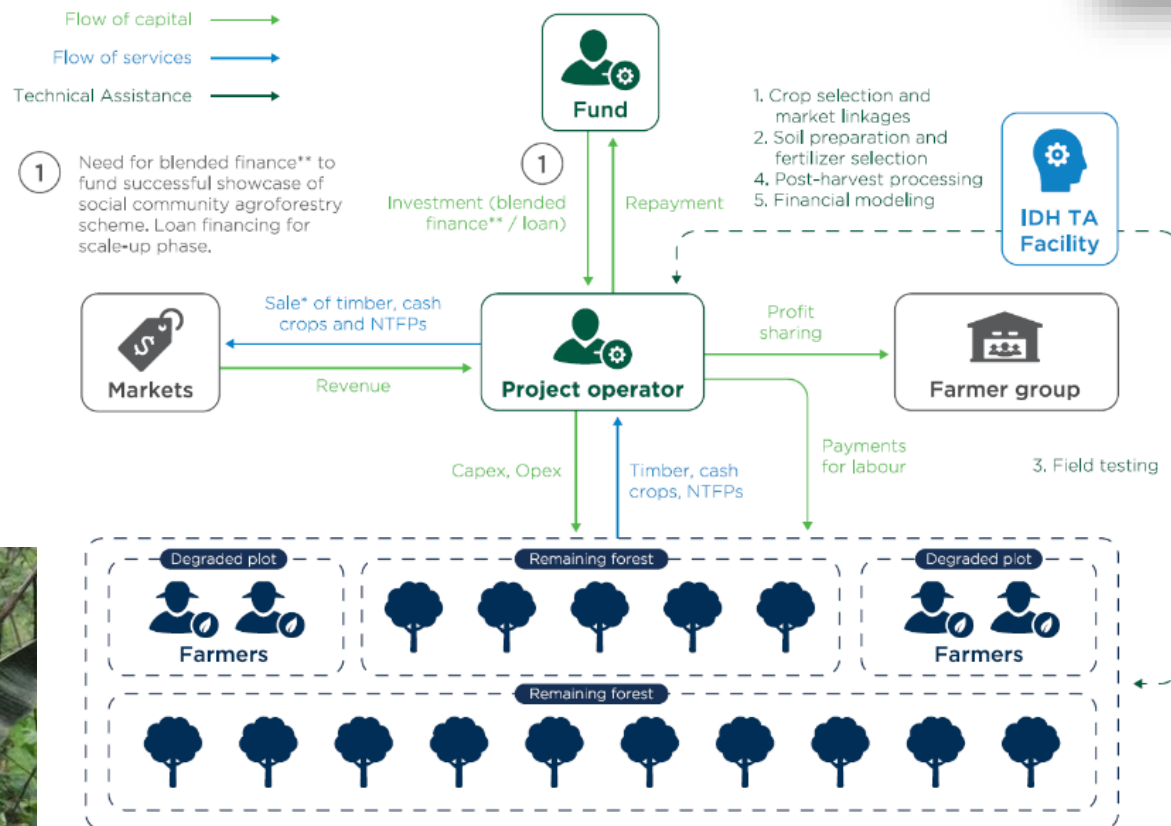 Flow of capital
Flow of services
Technical Assistance
1
Need for blended finance** to
fund successful showcase of
social community agroforestry
scheme. Loan financing for
scale-up phase.
Fund
1
Investment (blended
finance** / loan)
Repayment
1. Crop selection and
market linkages
2. Soil preparation and
fertilizer selection
4. Post-harvest processing
5. Financial modeling
IDH TA
Facility
Markets
Sale* of timber, cash
crops and NTFPs
Revenue
Project operator
Profit
sharing
Farmer group
Capex, Opex
Timber, cash
crops, NTFPs
Payments
for labour
3. Field testing
Degraded plot
Farmers
Remaining forest
Degraded plot
Farmers
Remaining forest